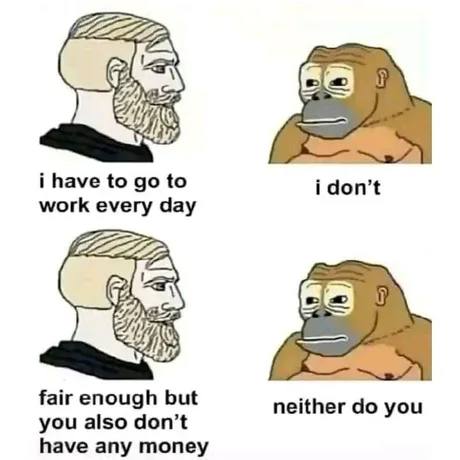 i have to go to
work every day
i don't
fair enough but
you also don't
have any money
neither do you